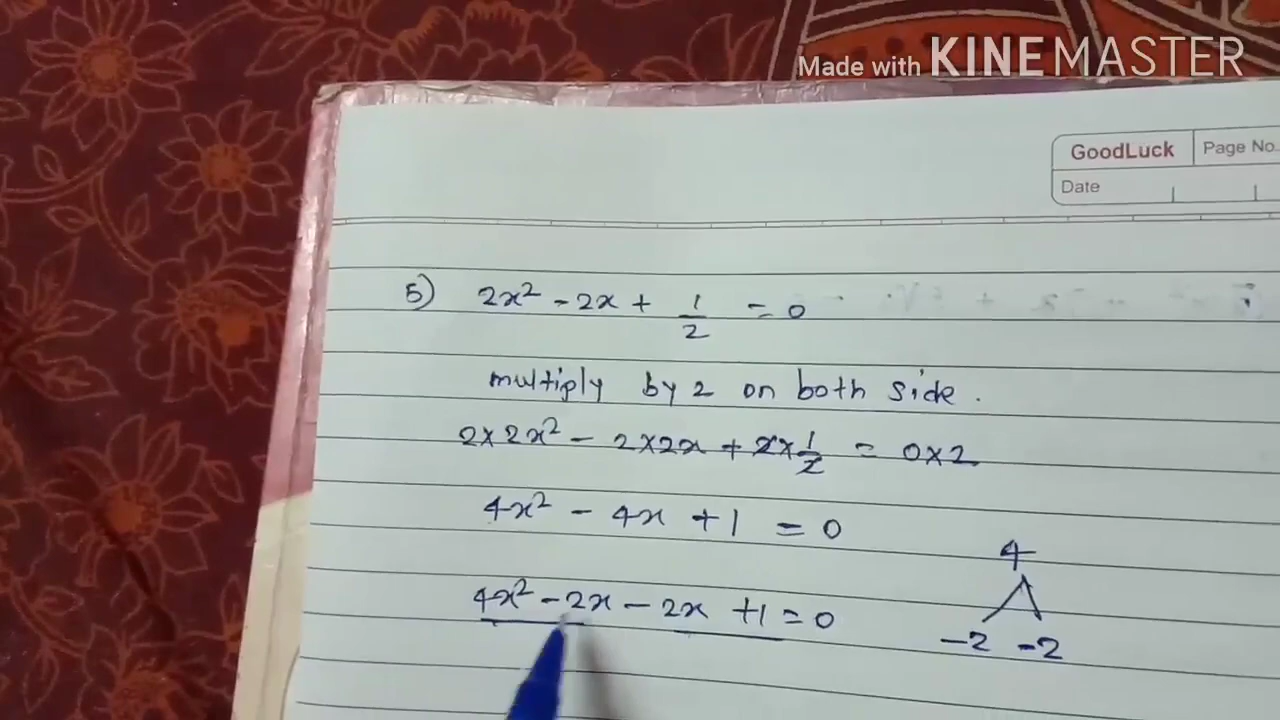 Made with KINEMASTER
GoodLuck Page No.
Date
5) 2x² - 2x + 1/2 = 0
multiply by 2 on both side.
2×2x² - 2×2x + 2×1/2 = 0×2
4x² - 4x + 1 = 0
4
4x² - 2x - 2x + 1 = 0
-2 -2